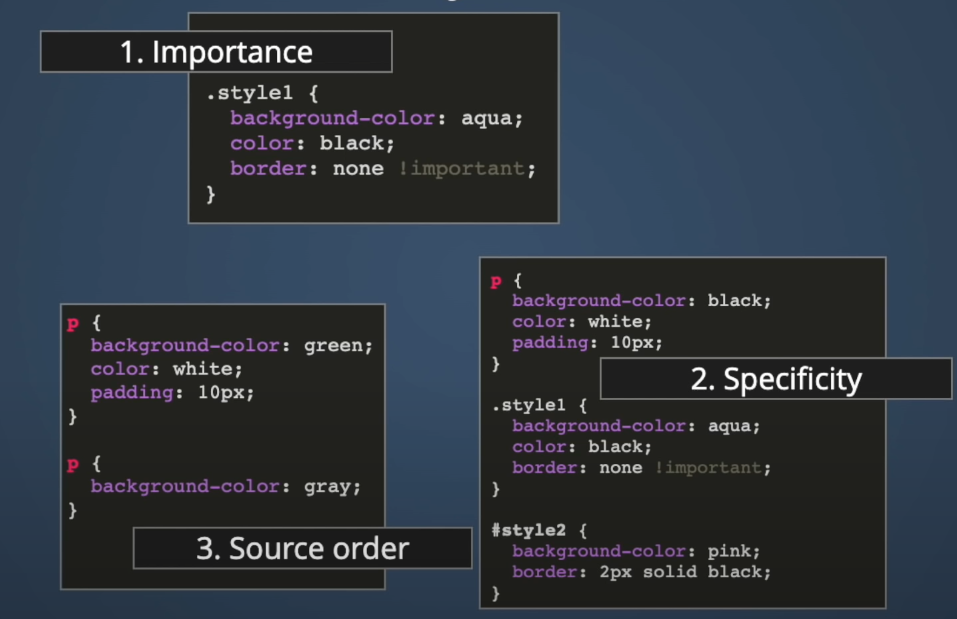 1. Importance
.style1 {
background-color: aqua;
color: black;
border: none !important;
}
p {
background-color: green;
color: white;
padding: 10px;
}
p {
background-color: gray;
}
3. Source order
p {
background-color: black;
color: white;
padding: 10px;
}
2. Specificity
.style1 {
background-color: aqua;
color: black;
border: none !important;
}
#style2 {
background-color: pink;
border: 2px solid black;
}